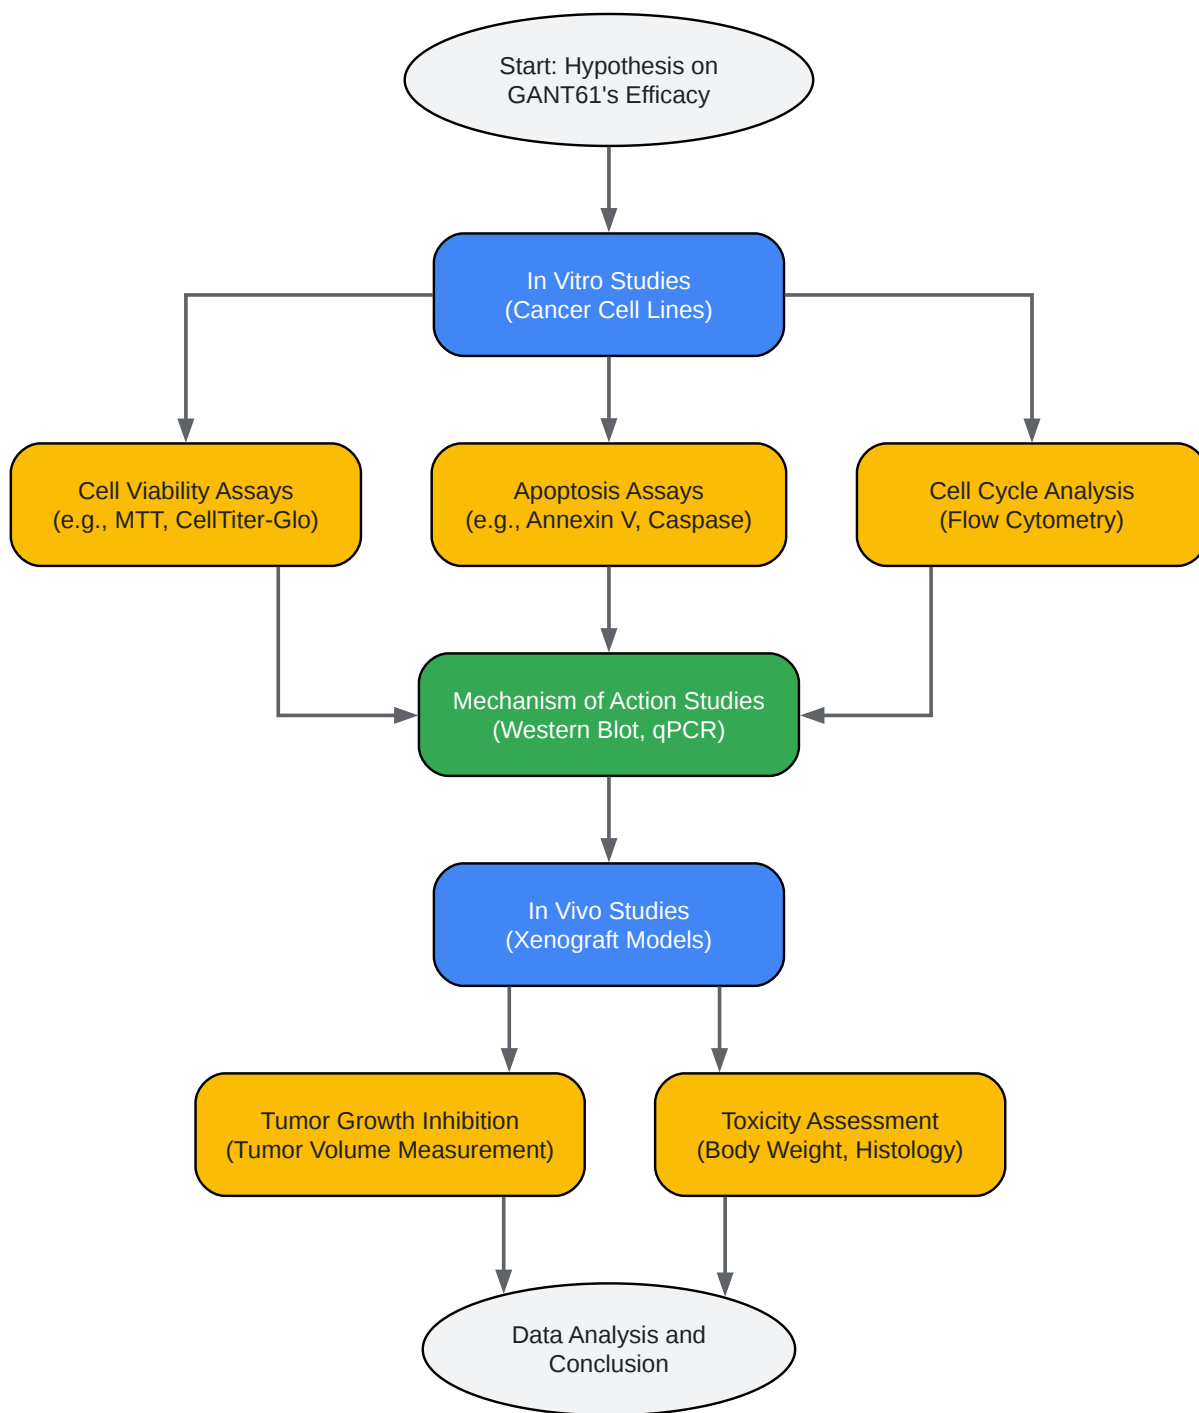 Start: Hypothesis on
GANT61's Efficacy
In Vitro Studies
(Cancer Cell Lines)
Cell Viability Assays
(e.g., MTT, CellTiter-Glo)
Apoptosis Assays
(e.g., Annexin V, Caspase)
Cell Cycle Analysis
(Flow Cytometry)
Mechanism of Action Studies
(Western Blot, qPCR)
In Vivo Studies
(Xenograft Models)
Tumor Growth Inhibition
(Tumor Volume Measurement)
Toxicity Assessment
(Body Weight, Histology)
Data Analysis and
Conclusion